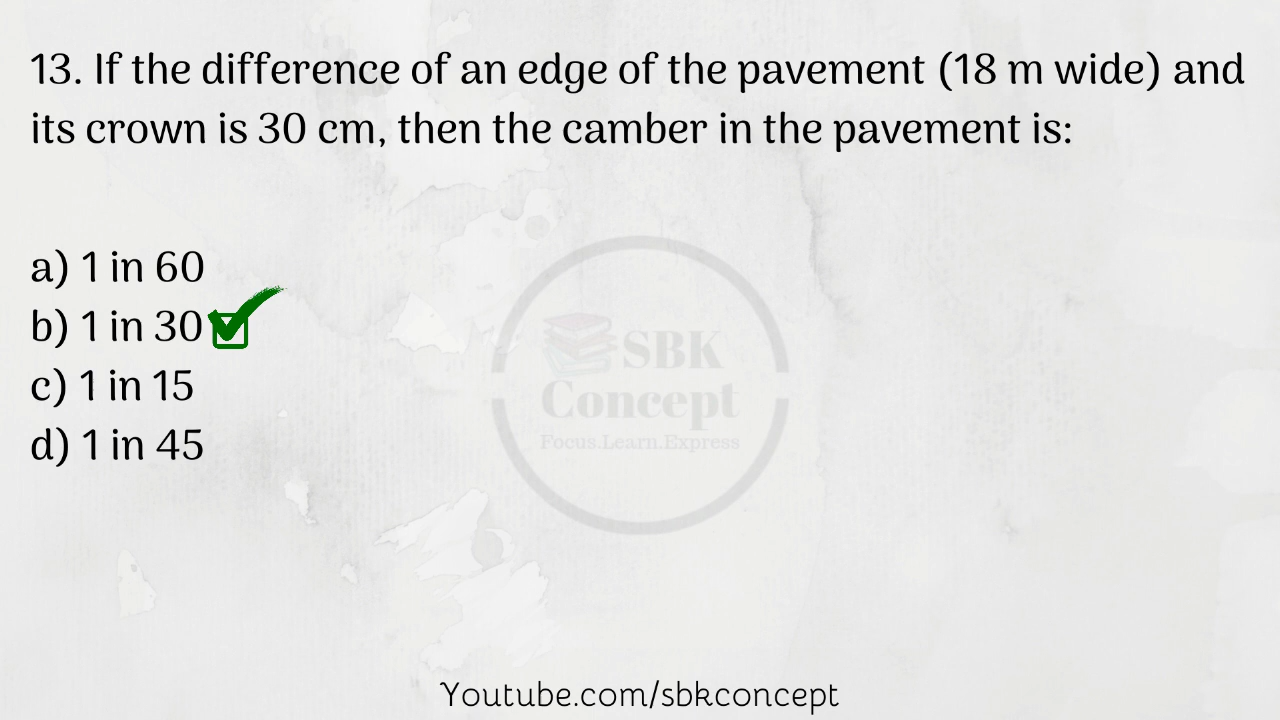 13. If the difference of an edge of the pavement (18 m wide) and
its crown is 30 cm, then the camber in the pavement is:
a) 1 in 60
b) 1 in 30
c) 1 in 15
d) 1 in 45
SBK
Concept
Focus.Learn.Express
Youtube.com/sbkconcept